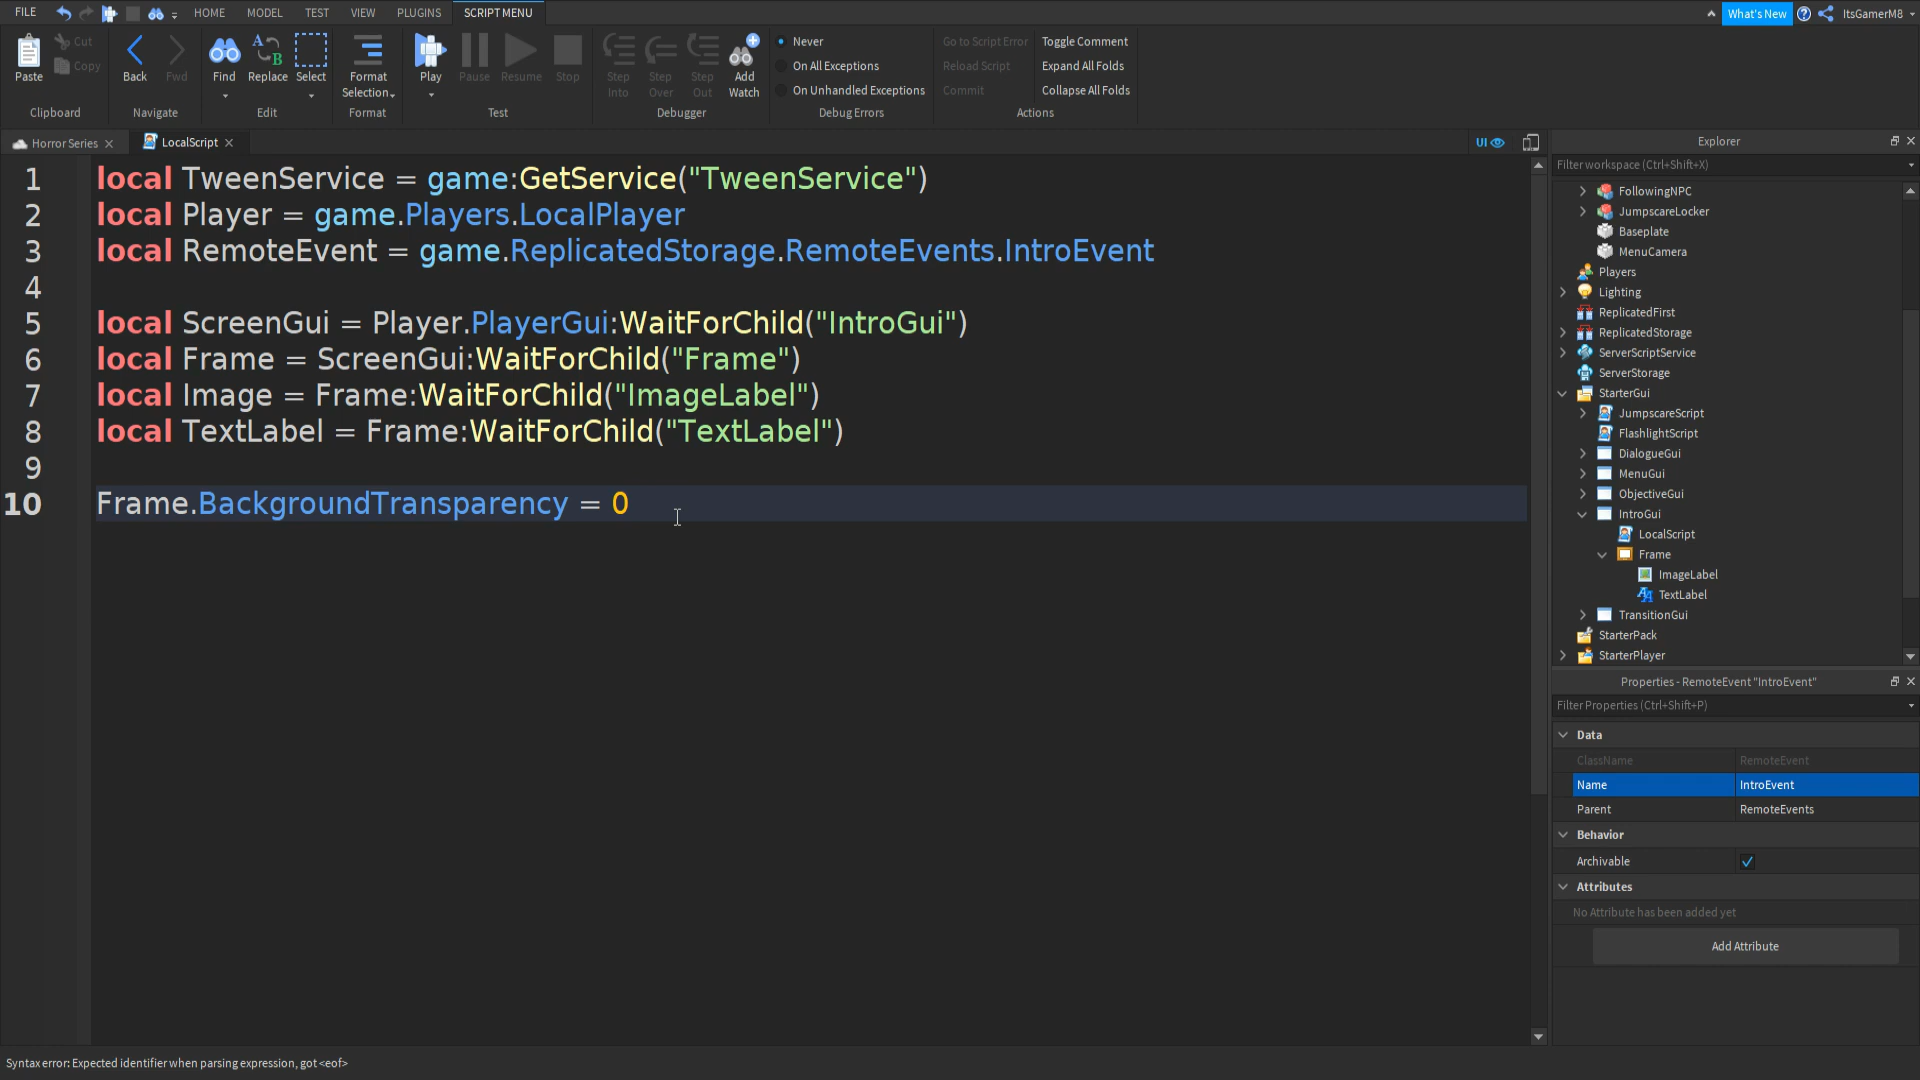 FILE HOME MODEL TEST VIEW PLUGINS SCRIPT MENU What's New ItsGamerM8
Paste
Cut
Copy
Clipboard
Back
Fwd
Navigate
Find
Replace
Select
Edit
Format
Selection
Format
Play
Pause
Resume
Stop
Test
Step
Into
Step
Over
Step
Out
Add
Watch
Debugger
Never
On All Exceptions
On Unhandled Exceptions
Debug Errors
Go to Script Error
Reload Script
Commit
Toggle Comment
Expand All Folds
Collapse All Folds
Actions
Horror Series
LocalScript
UI
1 local TweenService = game:GetService("TweenService")
2 local Player = game.Players.LocalPlayer
3 local RemoteEvent = game.ReplicatedStorage.RemoteEvents.IntroEvent
4
5 local ScreenGui = Player.PlayerGui:WaitForChild("IntroGui")
6 local Frame = ScreenGui:WaitForChild("Frame")
7 local Image = Frame:WaitForChild("ImageLabel")
8 local TextLabel = Frame:WaitForChild("TextLabel")
9
10 Frame.BackgroundTransparency = 0
Explorer
Filter workspace (Ctrl+Shift+X)
FollowingNPC
JumpscareLocker
Baseplate
MenuCamera
Players
Lighting
ReplicatedFirst
ReplicatedStorage
ServerScriptService
ServerStorage
StarterGui
JumpscareScript
FlashlightScript
DialogueGui
MenuGui
ObjectiveGui
IntroGui
LocalScript
Frame
ImageLabel
TextLabel
TransitionGui
StarterPack
StarterPlayer
Properties - RemoteEvent "IntroEvent"
Filter Properties (Ctrl+Shift+P)
Data
ClassName RemoteEvent
Name IntroEvent
Parent RemoteEvents
Behavior
Archivable
Attributes
No Attribute has been added yet
Add Attribute
Syntax error: Expected identifier when parsing expression, got <eof>